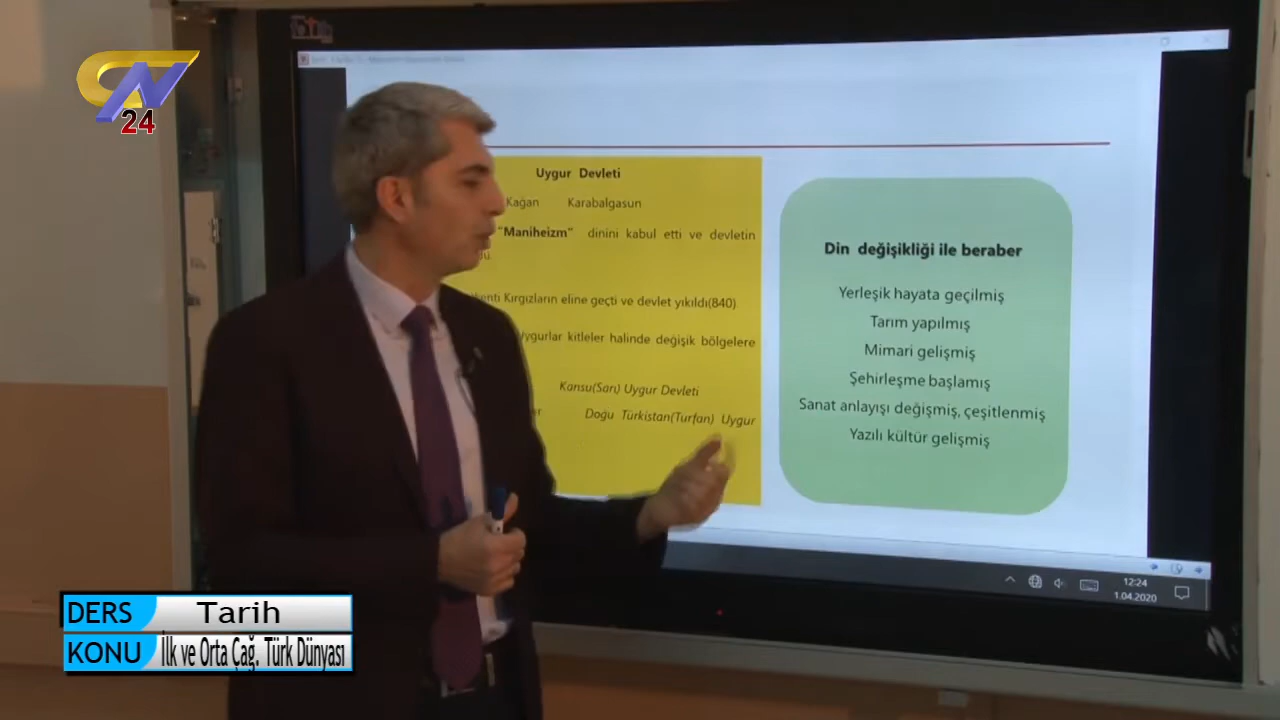 24
Uygur Devleti
Kağan Karabalgasun
"Maniheizm" dinini kabul etti ve devletin
Kırgızların eline geçti ve devlet yıkıldı(840)
Uygurlar kitleler halinde değişik bölgelere
Kansu(Sarı) Uygur Devleti
Doğu Türkistan(Turfan) Uygur
Din değişikliği ile beraber
Yerleşik hayata geçilmiş
Tarım yapılmış
Mimari gelişmiş
Şehirleşme başlamış
Sanat anlayışı değişmiş, çeşitlenmiş
Yazılı kültür gelişmiş
12:24
1.04.2020
DERS Tarih
KONU İlk ve Orta Çağ. Türk Dünyası